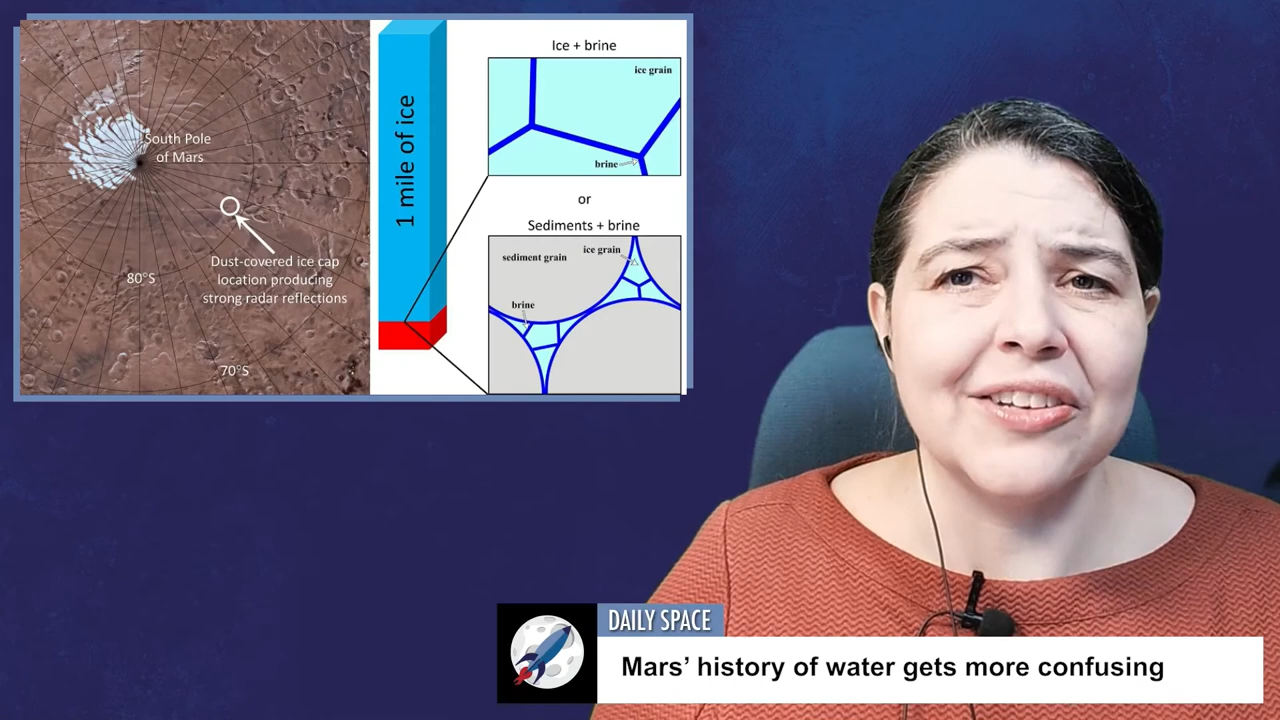 South Pole
of Mars
Dust-covered ice cap
location producing
strong radar reflections
80°S
70°S
1 mile of ice
Ice + brine
ice grain
brine
or
Sediments + brine
ice grain
sediment grain
brine
DAILY SPACE
Mars’ history of water gets more confusing